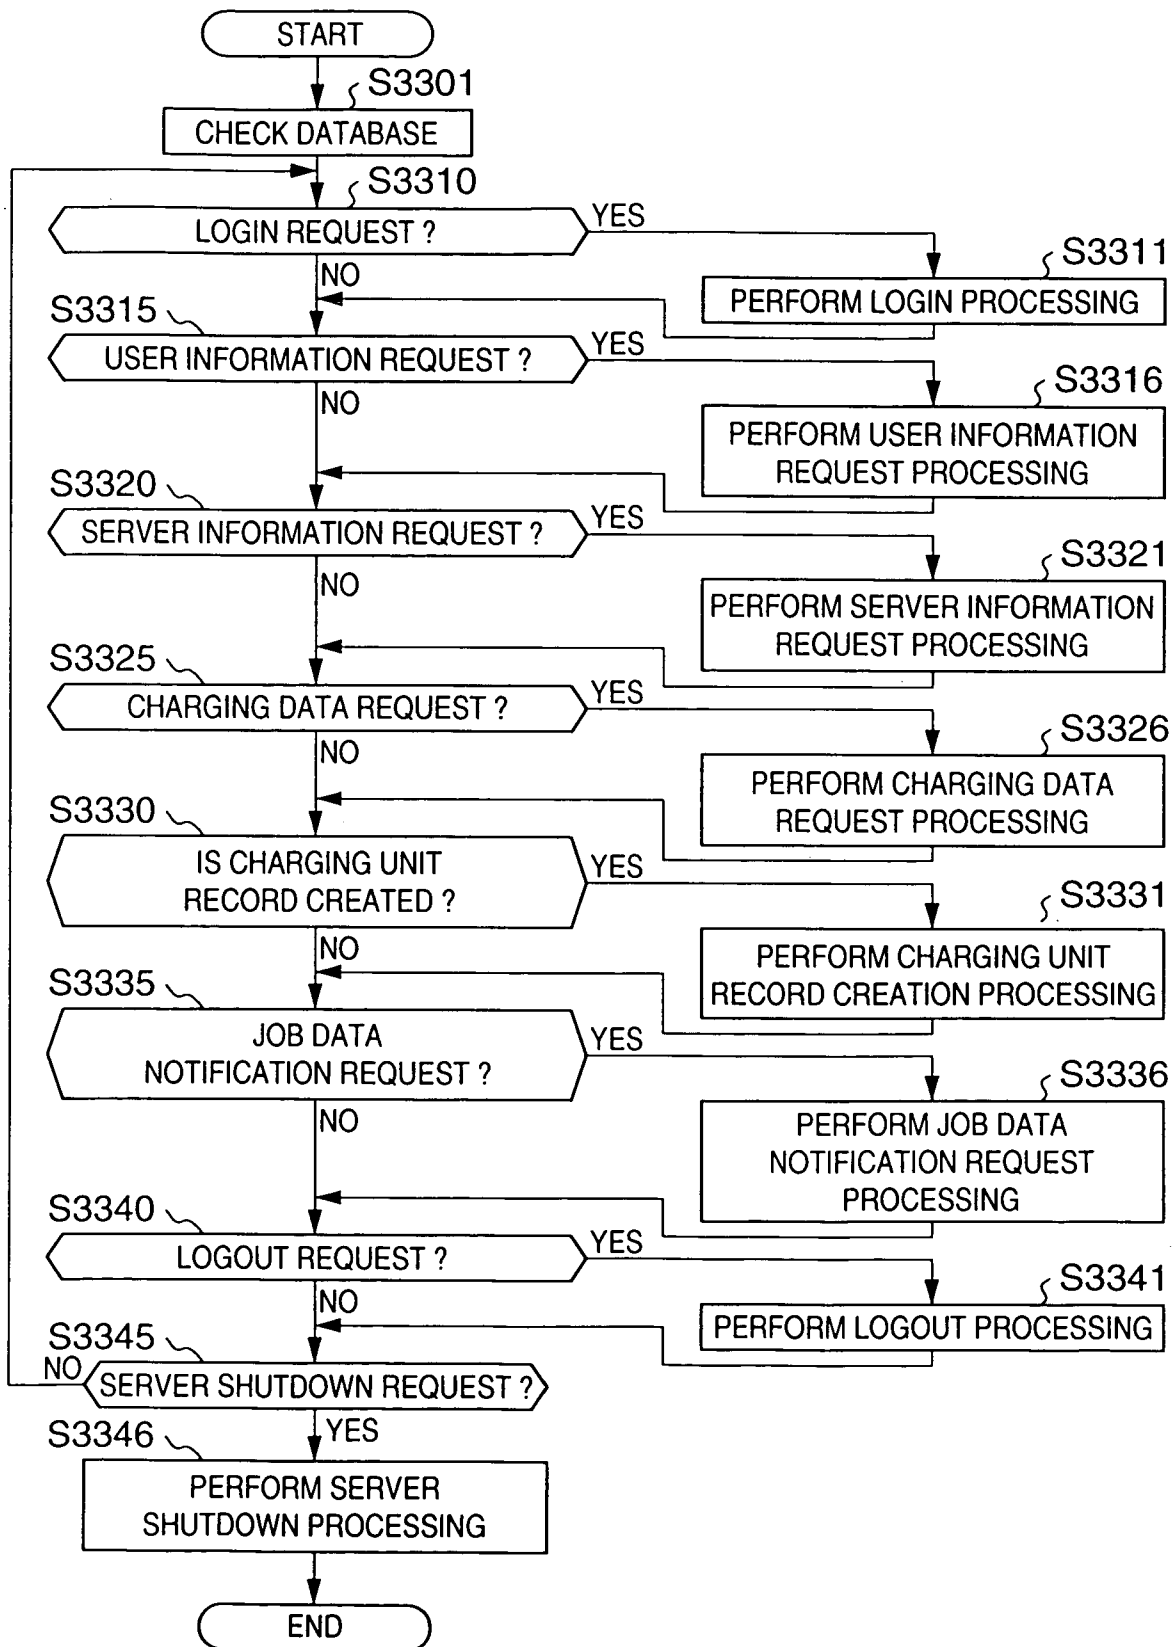 START
S3301
CHECK DATABASE
S3310
LOGIN REQUEST ?
YES
NO
S3311
PERFORM LOGIN PROCESSING
S3315
USER INFORMATION REQUEST ?
YES
NO
S3316
PERFORM USER INFORMATION
REQUEST PROCESSING
S3320
SERVER INFORMATION REQUEST ?
YES
NO
S3321
PERFORM SERVER INFORMATION
REQUEST PROCESSING
S3325
CHARGING DATA REQUEST ?
YES
NO
S3326
PERFORM CHARGING DATA
REQUEST PROCESSING
S3330
IS CHARGING UNIT
RECORD CREATED ?
YES
NO
S3331
PERFORM CHARGING UNIT
RECORD CREATION PROCESSING
S3335
JOB DATA
NOTIFICATION REQUEST ?
YES
NO
S3336
PERFORM JOB DATA
NOTIFICATION REQUEST
PROCESSING
S3340
LOGOUT REQUEST ?
YES
NO
S3341
PERFORM LOGOUT PROCESSING
S3345
NO
SERVER SHUTDOWN REQUEST ?
YES
S3346
PERFORM SERVER
SHUTDOWN PROCESSING
END